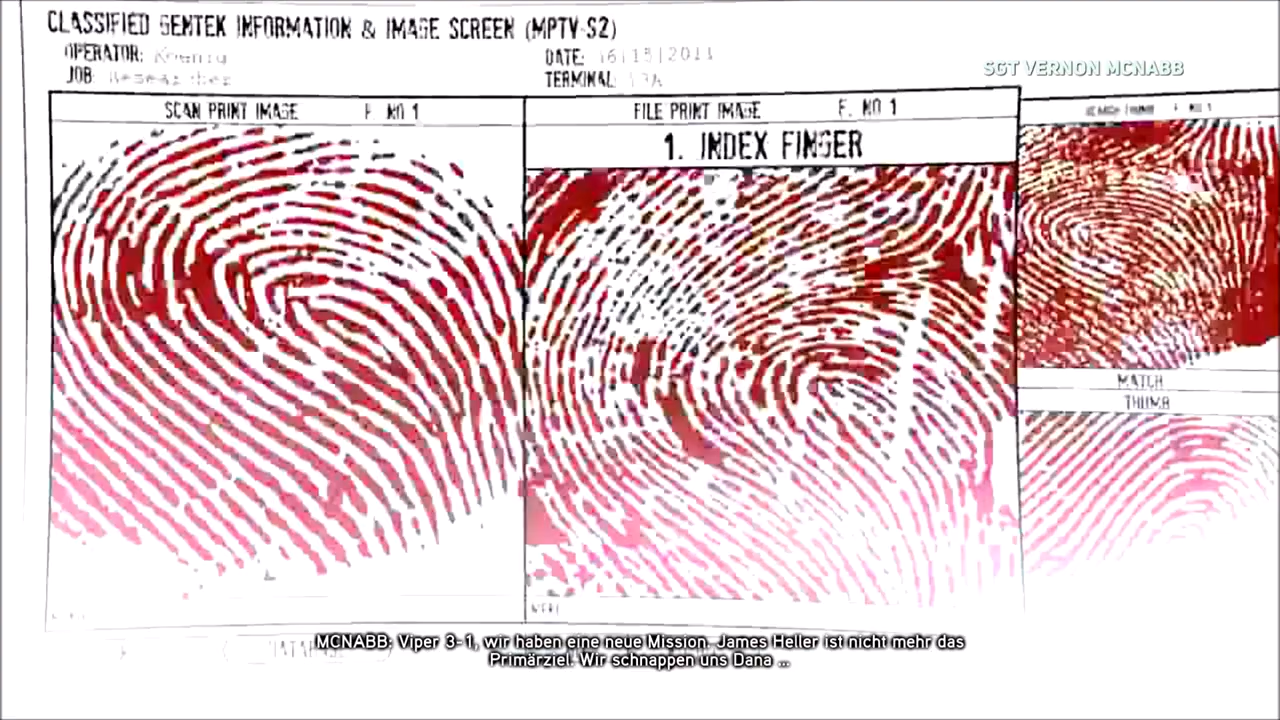 CLASSIFIED GENTEK INFORMATION & IMAGE SCREEN (MPTV-S2)
OPERATOR: Koenig
DATE:
JOB: Researcher
TERMINAL:
SGT VERNON MCNABB
SCAN PRINT IMAGE F. NO 1
FILE PRINT IMAGE F. NO 1
1. INDEX FINGER
MATCH
THUMB
MCNABB: Viper 3-1, wir haben eine neue Mission. James Heller ist nicht mehr das
Primärziel. Wir schnappen uns Dana ...